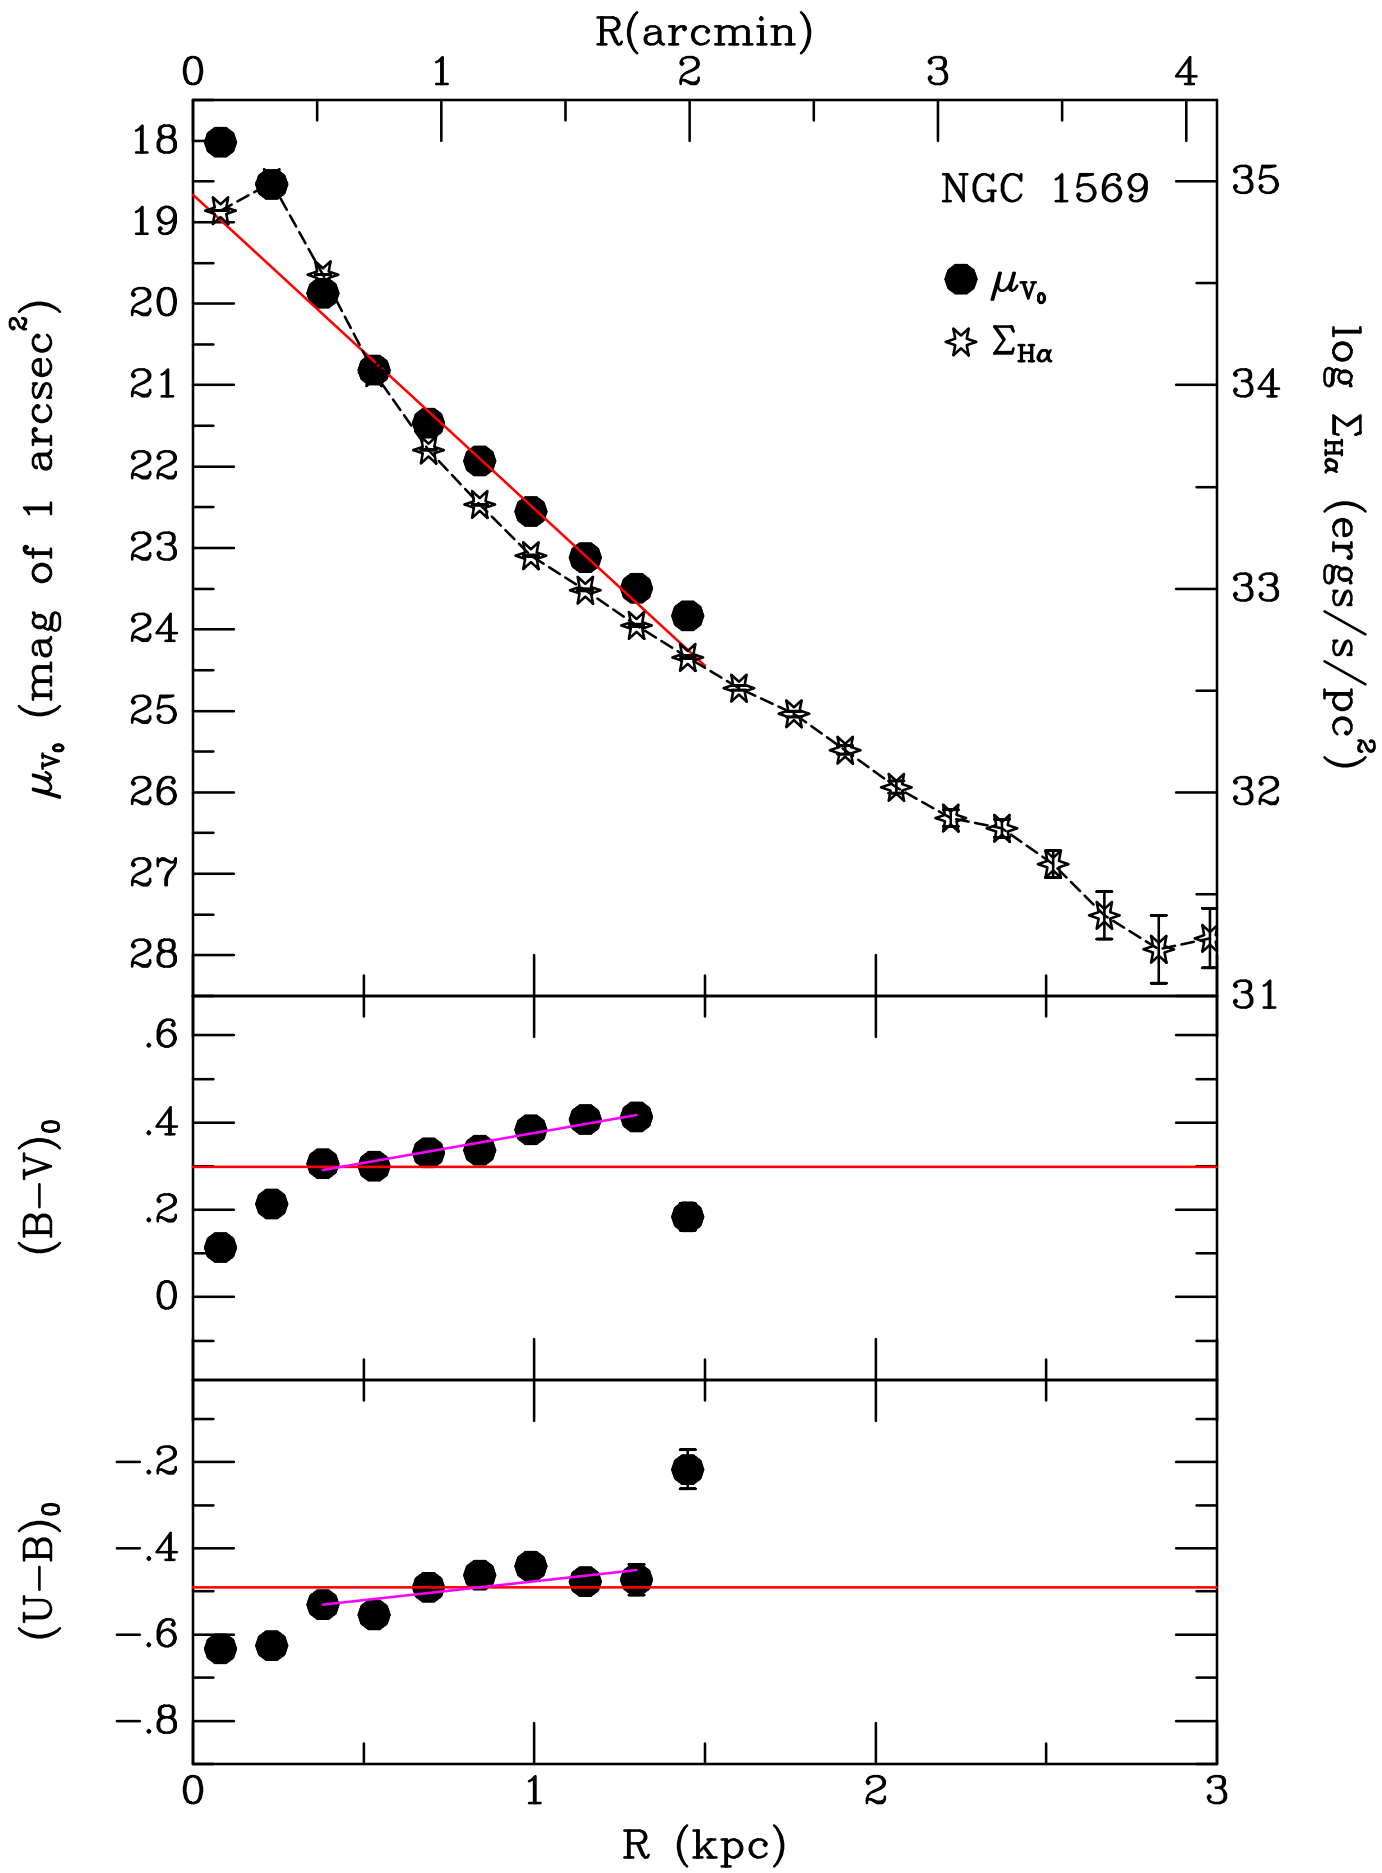 R(arcmin)
0 1 2 3 4
NGC 1569
μV₀
ΣHα
18
19
20
21
22
23
24
25
26
27
28
μV₀ (mag of 1 arcsec²)
35
34
33
32
31
log ΣHα (ergs/s/pc²)
.6
.4
.2
0
(B−V)₀
−.2
−.4
−.6
−.8
(U−B)₀
0 1 2 3
R (kpc)